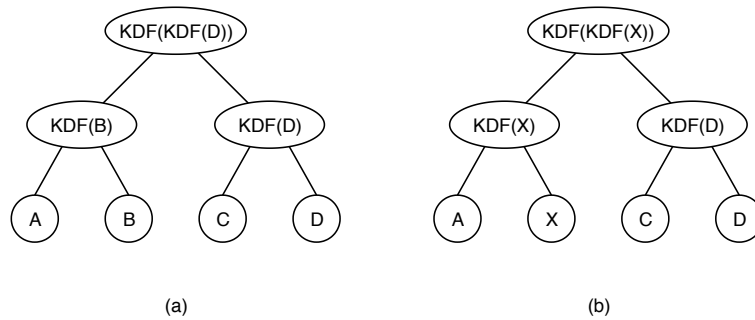 KDF(KDF(D))
KDF(KDF(X))
KDF(B)
KDF(D)
KDF(X)
KDF(D)
A
B
C
D
A
X
C
D
(a)
(b)